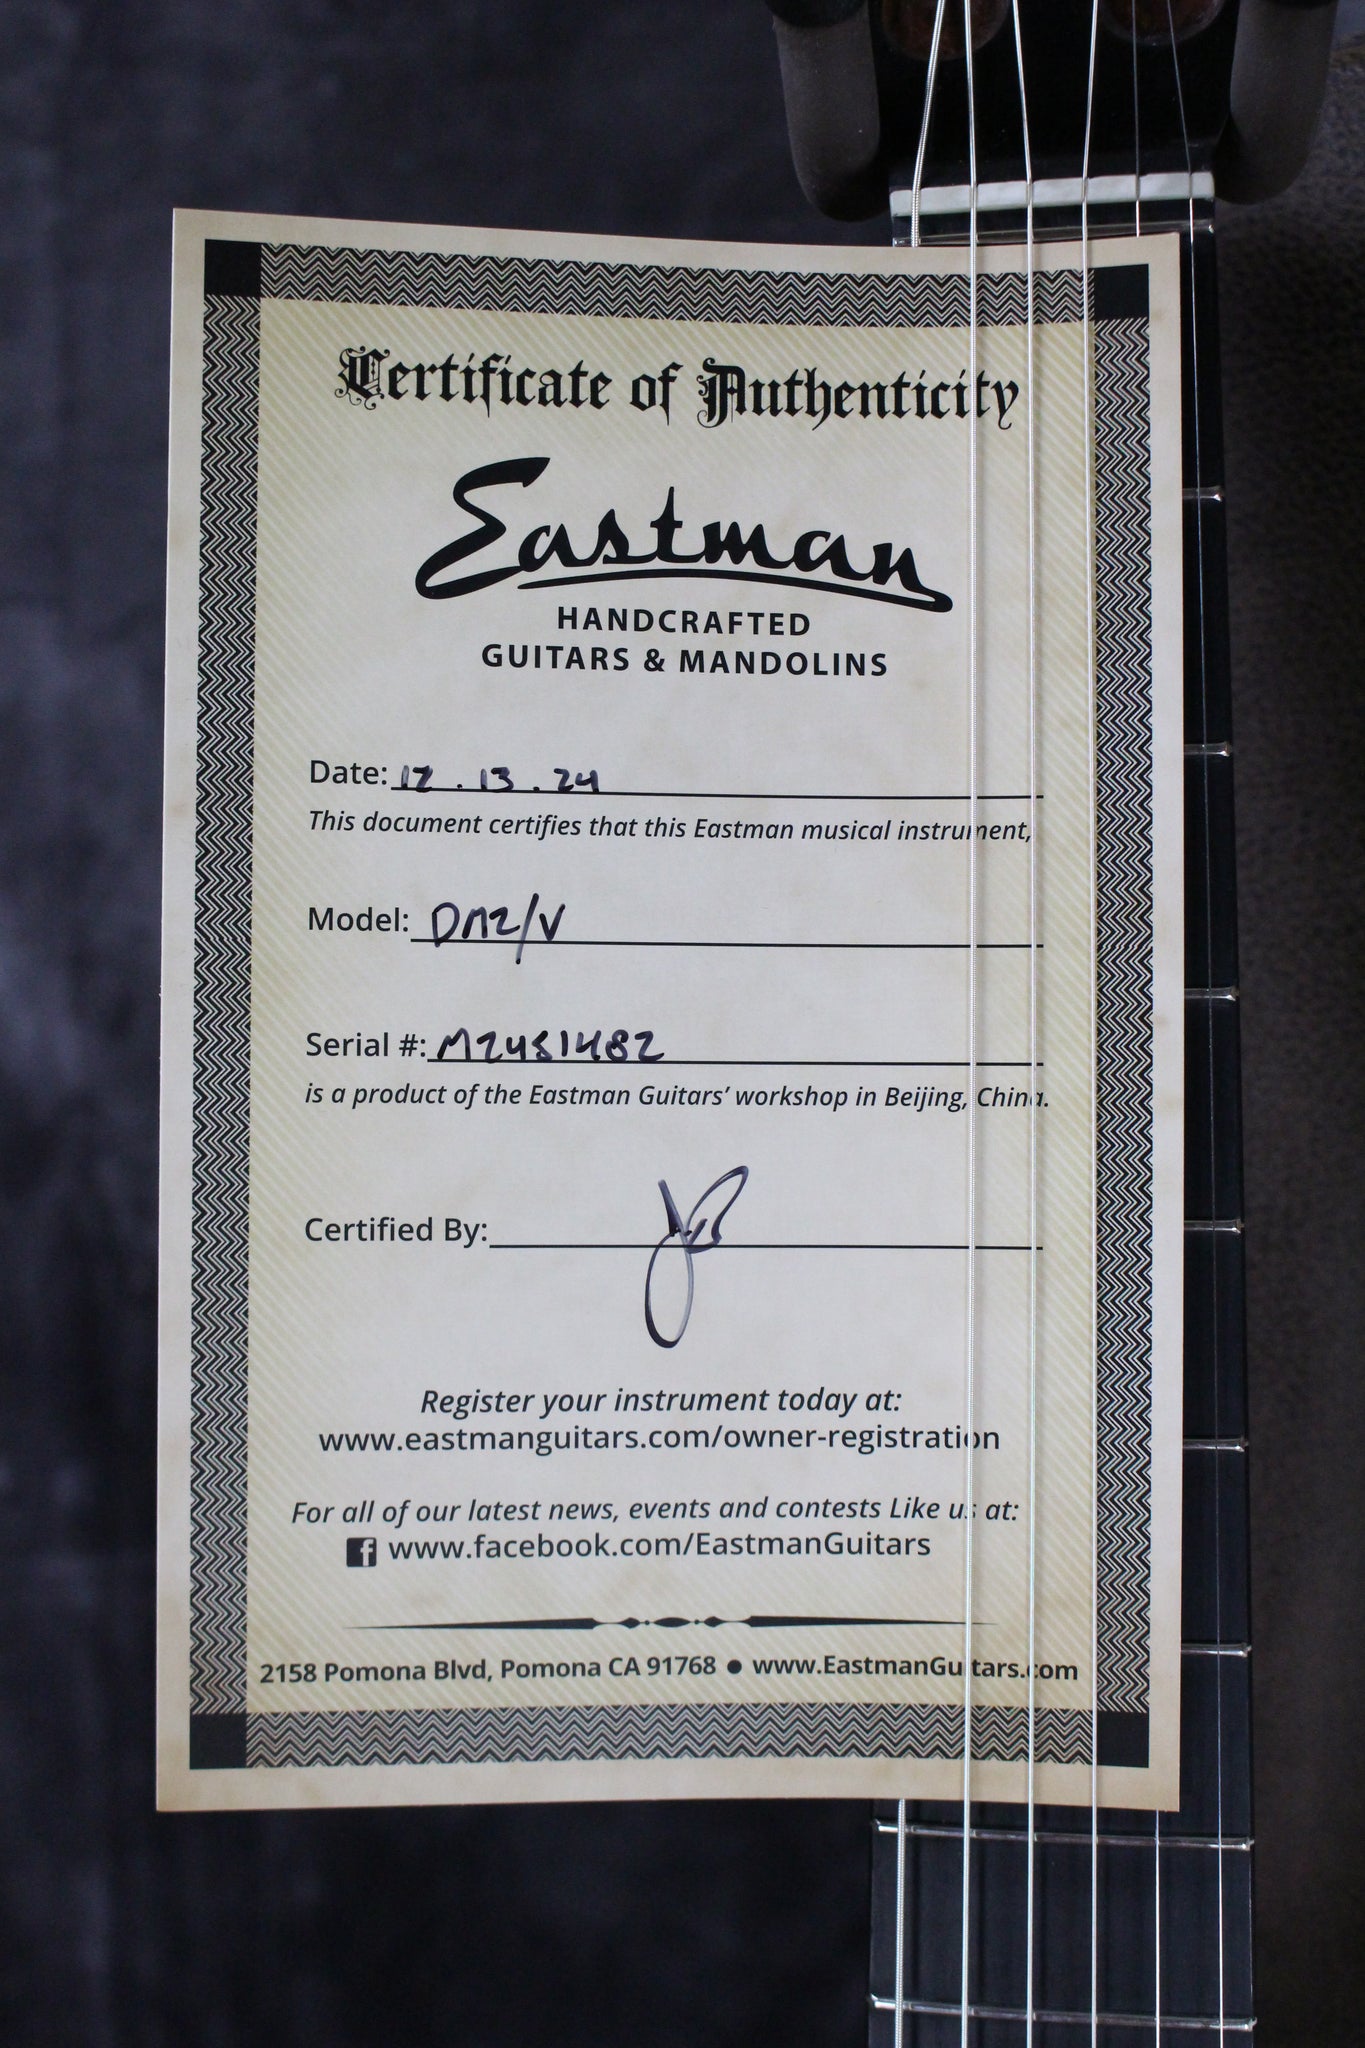 Certificate of Authenticity
Eastman
HANDCRAFTED
GUITARS & MANDOLINS
Date: 12.13.24
This document certifies that this Eastman musical instrument,
Model: DM2/V
Serial #: M2451482
is a product of the Eastman Guitars’ workshop in Beijing, China.
Certified By:
Register your instrument today at:
www.eastmanguitars.com/owner-registration
For all of our latest news, events and contests Like us at:
www.facebook.com/EastmanGuitars
2158 Pomona Blvd, Pomona CA 91768 ● www.EastmanGuitars.com